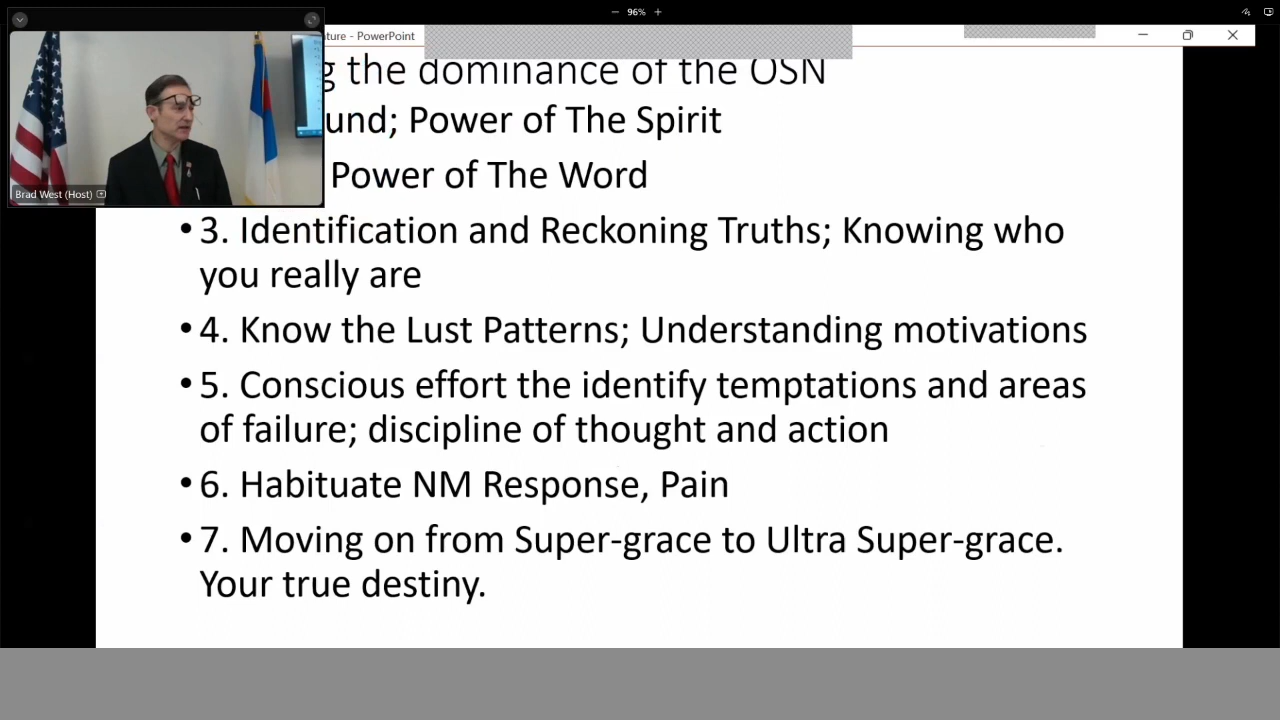 96%
ture - PowerPoint
g the dominance of the OSN
und; Power of The Spirit
Power of The Word
Brad West (Host)
• 3. Identification and Reckoning Truths; Knowing who
you really are
• 4. Know the Lust Patterns; Understanding motivations
• 5. Conscious effort the identify temptations and areas
of failure; discipline of thought and action
• 6. Habituate NM Response, Pain
• 7. Moving on from Super-grace to Ultra Super-grace.
Your true destiny.